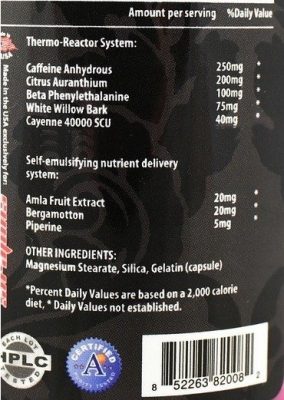 Amount per serving %Daily Value
Thermo-Reactor System:
Caffeine Anhydrous 250mg *
Citrus Auranthium 200mg *
Beta Phenylethalanine 100mg *
White Willow Bark 75mg *
Cayenne 40000 SCU 40mg *
Self-emulsifying nutrient delivery
system:
Amla Fruit Extract 20mg *
Bergamotton 20mg *
Piperine 5mg *
OTHER INGREDIENTS:
Magnesium Stearate, Silica, Gelatin (capsule)
*Percent Daily Values are based on a 2,000 calorie
diet, * Daily Values not established.
Made in the USA exclusively for:
EACH LOT
HPLC
TESTED
CERTIFIED
A
8 52263 82008 2